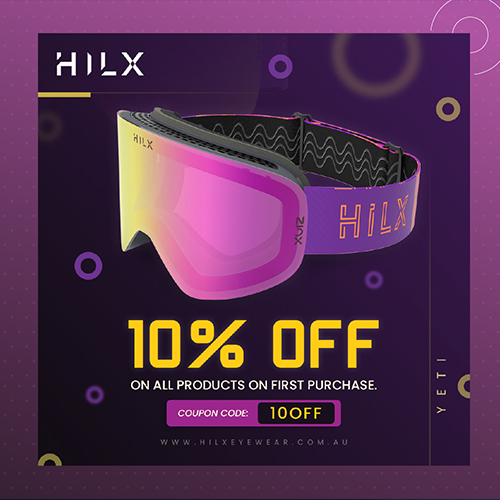 HILX
HILX
HiLX
10% OFF
ON ALL PRODUCTS ON FIRST PURCHASE.
COUPON CODE: 10OFF
WWW.HILXEYEWEAR.COM.AU
YETI